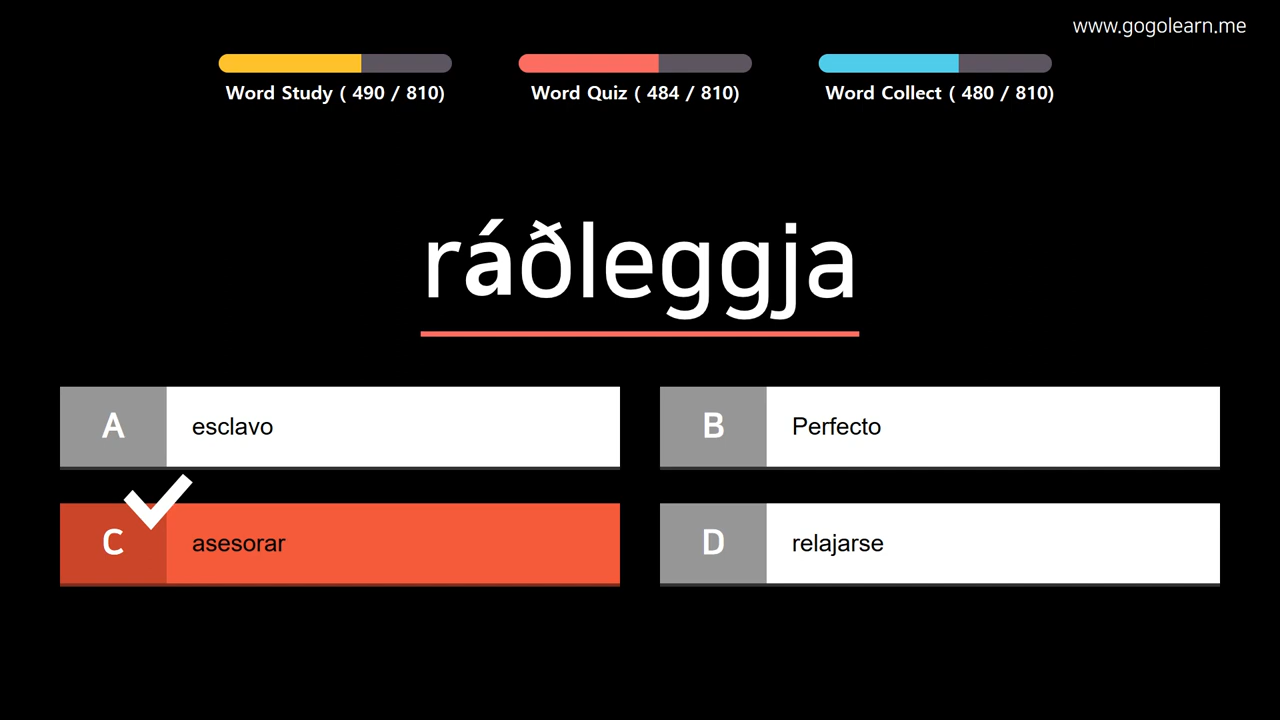 www.gogolearn.me
Word Study ( 490 / 810)
Word Quiz ( 484 / 810)
Word Collect ( 480 / 810)
ráðleggja
A esclavo
B Perfecto
C asesorar
D relajarse